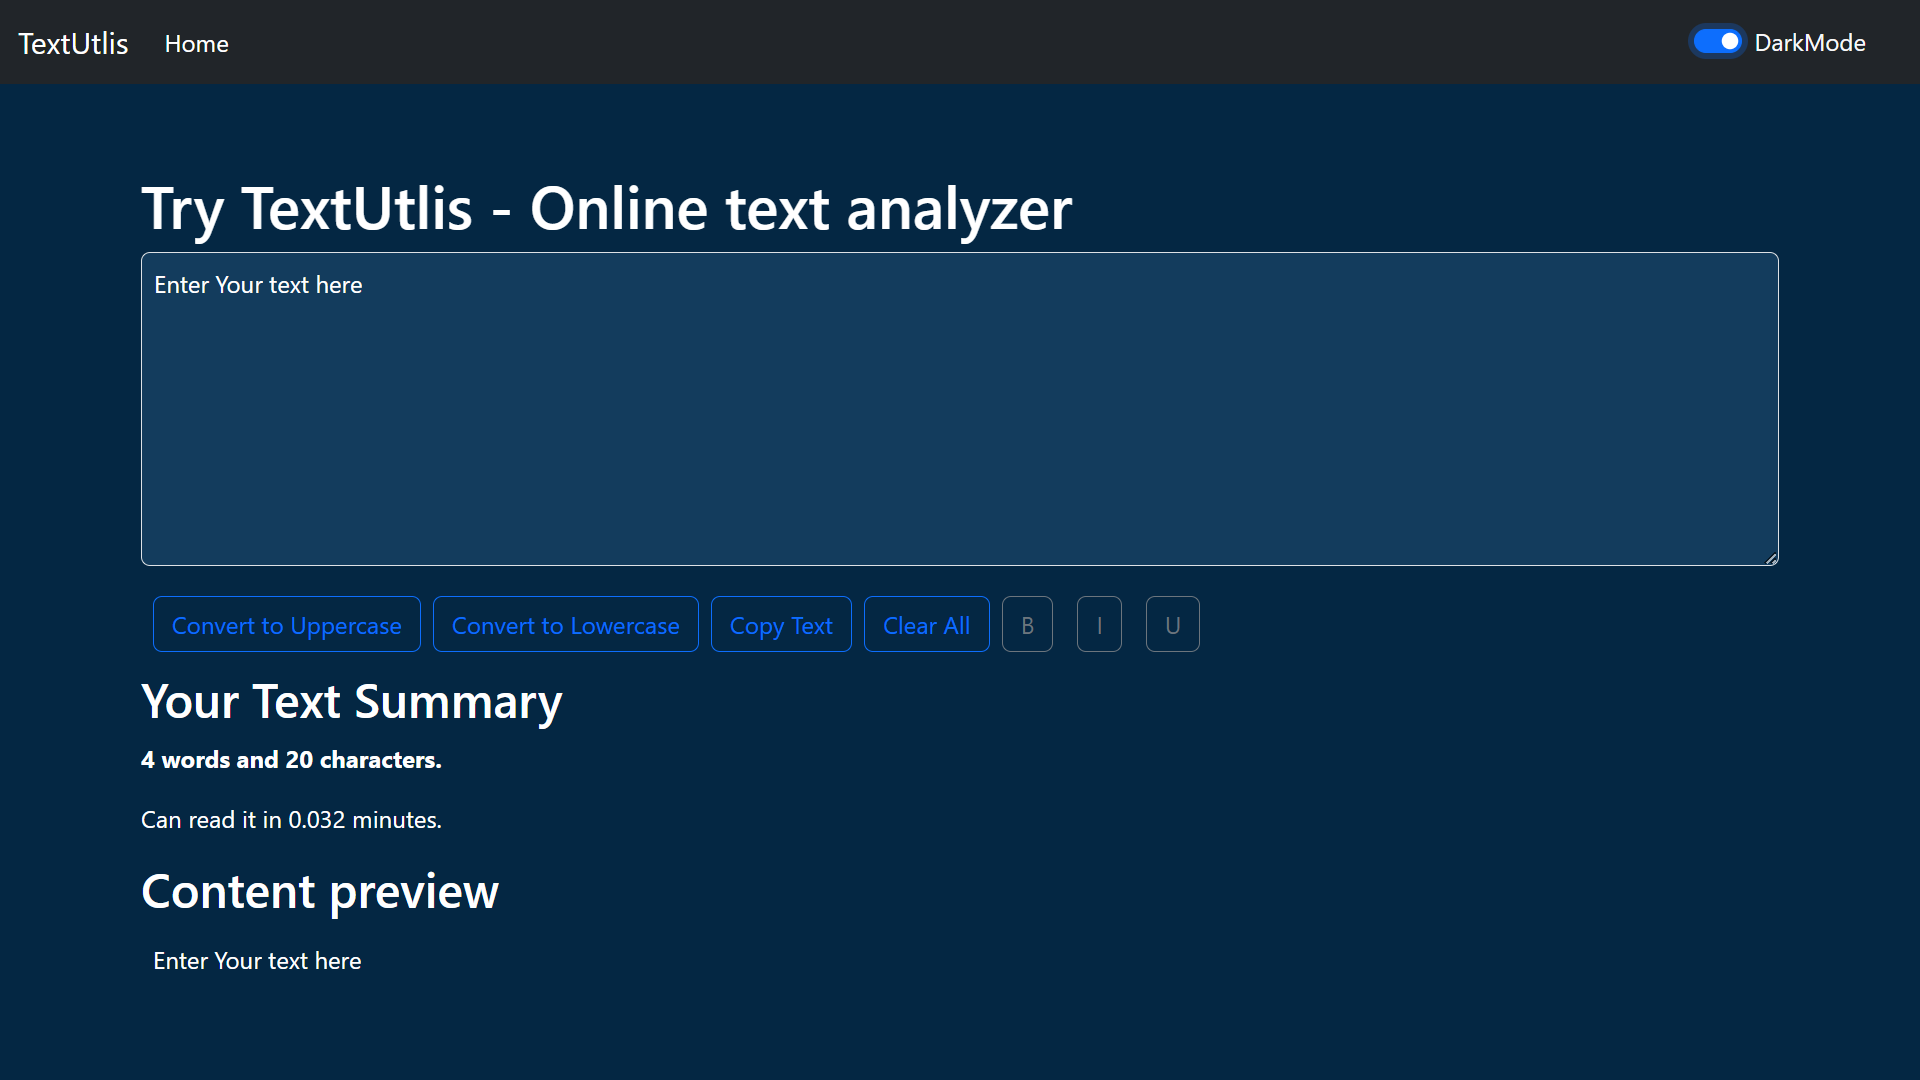 TextUtlis Home DarkMode
Try TextUtlis - Online text analyzer
Enter Your text here
Convert to Uppercase Convert to Lowercase Copy Text Clear All B I U
Your Text Summary
4 words and 20 characters.
Can read it in 0.032 minutes.
Content preview
Enter Your text here